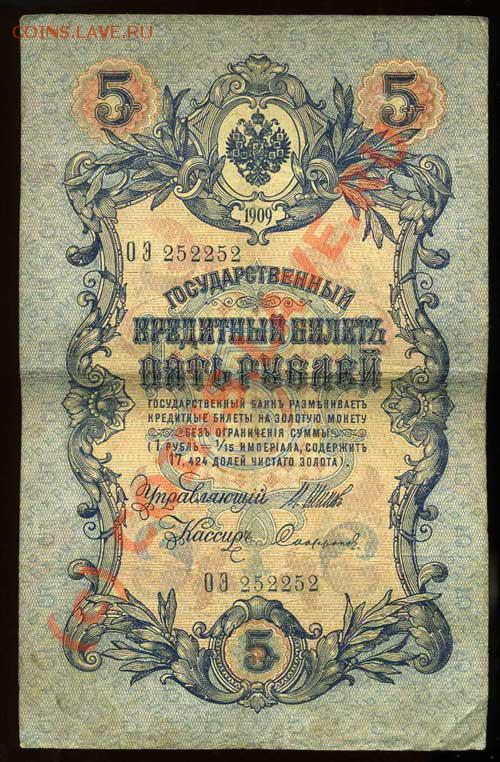 COINS.LAVE.РУ
5 5
1909
ОЭ 252252
ГОСУДАРСТВЕННЫЙ
КРЕДИТНЫЙ БИЛЕТЪ
ПЯТЬ РУБЛЕЙ
ГОСУДАРСТВЕННЫЙ БАНКЪ РАЗМѢНИВАЕТЪ
КРЕДИТНЫЕ БИЛЕТЫ НА ЗОЛОТУЮ МОНЕТУ
БЕЗЪ ОГРАНИЧЕНІЯ СУММЫ
(1 РУБЛЬ = 1/15 ИМПЕРІАЛА, СОДЕРЖИТЪ
17,424 ДОЛЕЙ ЧИСТАГО ЗОЛОТА).
Управляющій
Кассиръ
ОЭ 252252
5